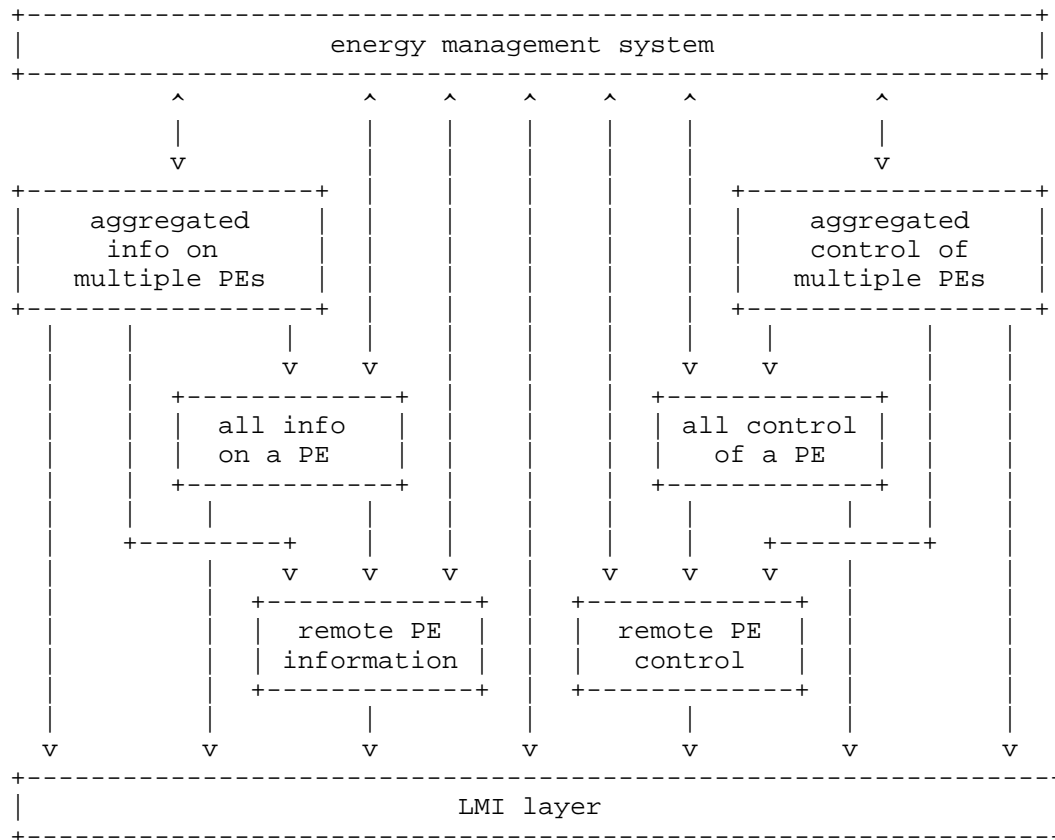 energy management system
aggregated
info on
multiple PEs
aggregated
control of
multiple PEs
all info
on a PE
all control
of a PE
remote PE
information
remote PE
control
LMI layer